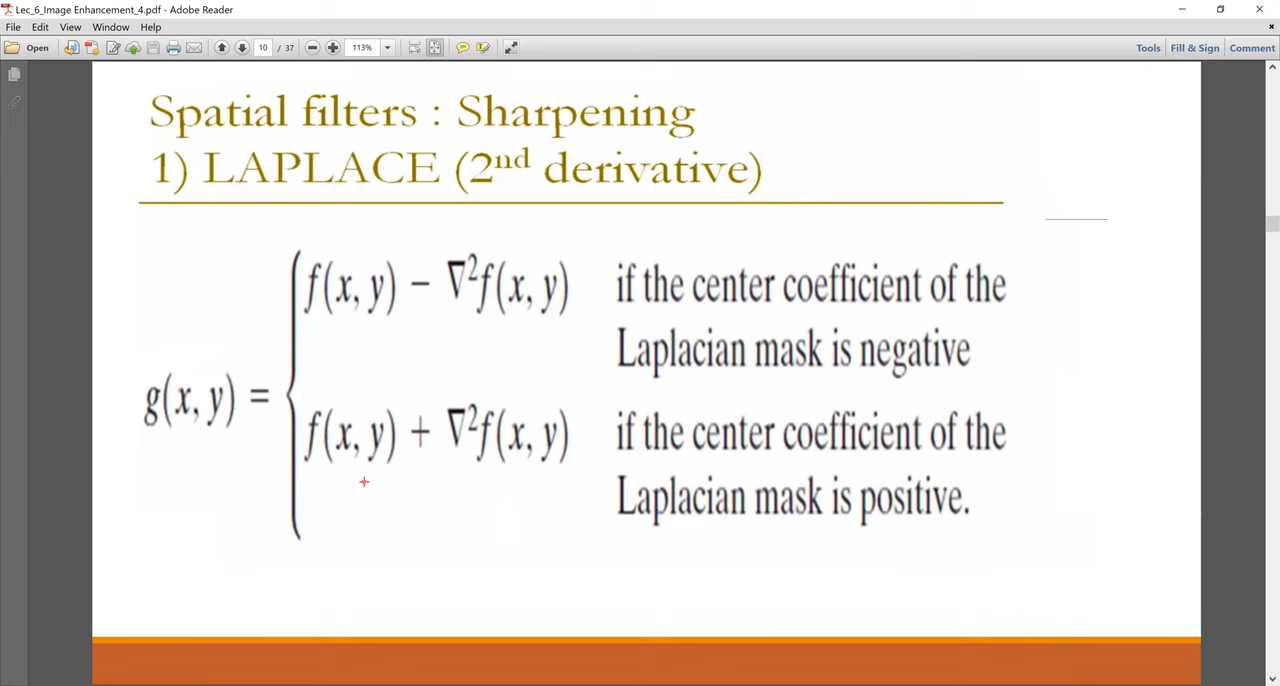 Lec_6_Image Enhancement_4.pdf - Adobe Reader
File Edit View Window Help
Open 10 / 37 113% Tools Fill & Sign Comment
Spatial filters : Sharpening
1) LAPLACE (2nd derivative)
f(x, y) − ∇²f(x, y) if the center coefficient of the
Laplacian mask is negative
g(x, y) =
f(x, y) + ∇²f(x, y) if the center coefficient of the
Laplacian mask is positive.